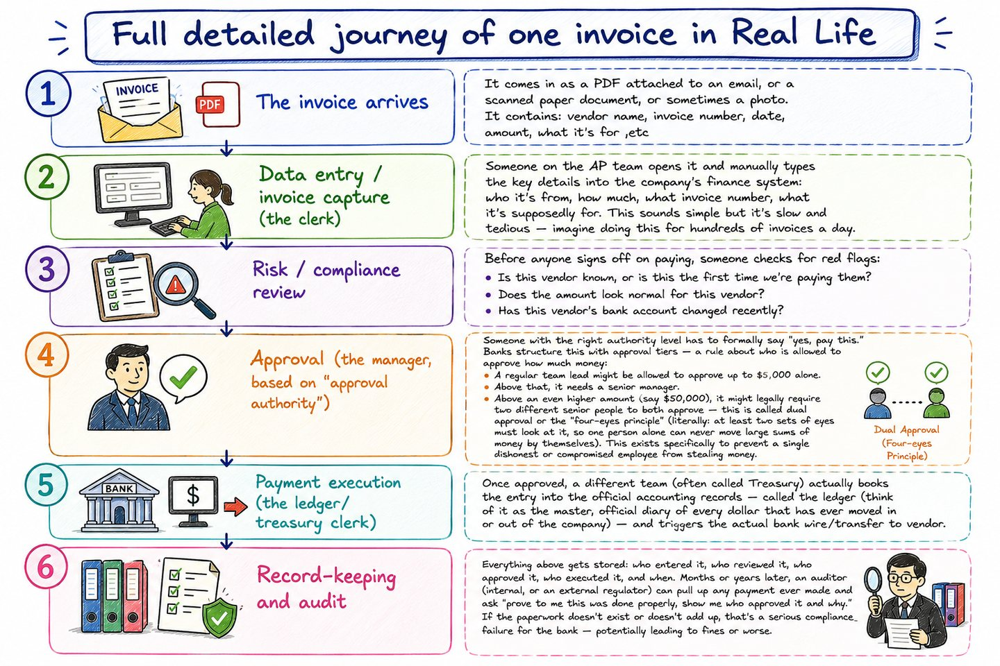 Full detailed journey of one invoice in Real Life
1
INVOICE
PDF
The invoice arrives
It comes in as a PDF attached to an email, or a
scanned paper document, or sometimes a photo.
It contains: vendor name, invoice number, date,
amount, what it's for ,etc
2
Data entry /
invoice capture
(the clerk)
Someone on the AP team opens it and manually types
the key details into the company's finance system:
who it's from, how much, what invoice number, what
it's supposedly for. This sounds simple but it's slow and
tedious — imagine doing this for hundreds of invoices a day.
3
Risk / compliance
review
Before anyone signs off on paying, someone checks for red flags:
• Is this vendor known, or is this the first time we're paying them?
• Does the amount look normal for this vendor?
• Has this vendor's bank account changed recently?
4
Approval (the manager,
based on "approval
authority")
Someone with the right authority level has to formally say "yes, pay this."
Banks structure this with approval tiers — a rule about who is allowed to
approve how much money:
• A regular team lead might be allowed to approve up to $5,000 alone.
• Above that, it needs a senior manager.
• Above an even higher amount (say $50,000), it might legally require
two different senior people to both approve — this is called dual
approval or the "four-eyes principle" (literally: at least two sets of eyes
must look at it, so one person alone can never move large sums of
money by themselves). This exists specifically to prevent a single
dishonest or compromised employee from stealing money.
Dual Approval
(Four-eyes
Principle)
5
BANK
$
Payment execution
(the ledger/
treasury clerk)
Once approved, a different team (often called Treasury) actually books
the entry into the official accounting records — called the ledger (think
of it as the master, official diary of every dollar that has ever moved in
or out of the company) — and triggers the actual bank wire/transfer to vendor.
6
Record-keeping
and audit
Everything above gets stored: who entered it, who reviewed it, who
approved it, who executed it, and when. Months or years later, an auditor
(internal, or an external regulator) can pull up any payment ever made and
ask "prove to me this was done properly, show me who approved it and why."
If the paperwork doesn't exist or doesn't add up, that's a serious compliance_
failure for the bank — potentially leading to fines or worse.